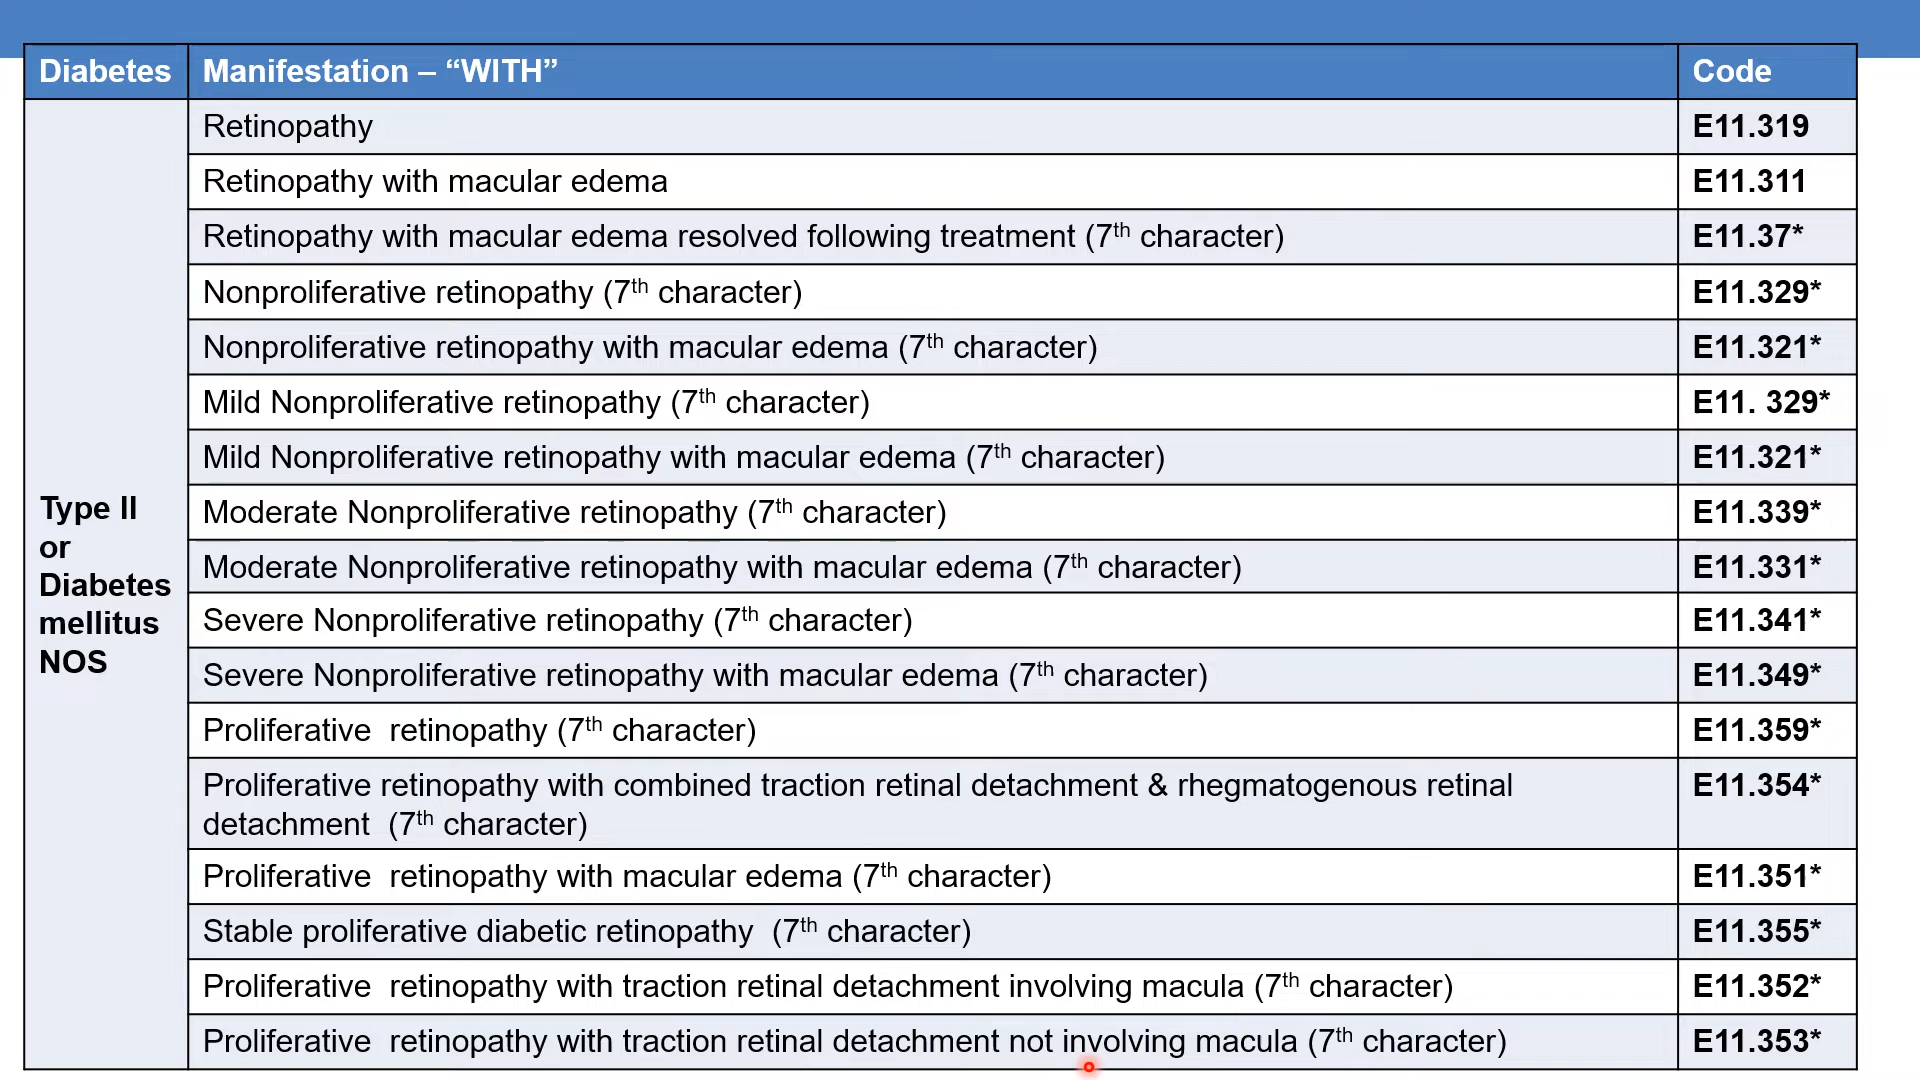 Diabetes Manifestation – “WITH” Code
Retinopathy E11.319
Retinopathy with macular edema E11.311
Retinopathy with macular edema resolved following treatment (7th character) E11.37*
Nonproliferative retinopathy (7th character) E11.329*
Nonproliferative retinopathy with macular edema (7th character) E11.321*
Mild Nonproliferative retinopathy (7th character) E11. 329*
Mild Nonproliferative retinopathy with macular edema (7th character) E11.321*
Type II
or
Diabetes
mellitus
NOS
Moderate Nonproliferative retinopathy (7th character) E11.339*
Moderate Nonproliferative retinopathy with macular edema (7th character) E11.331*
Severe Nonproliferative retinopathy (7th character) E11.341*
Severe Nonproliferative retinopathy with macular edema (7th character) E11.349*
Proliferative  retinopathy (7th character) E11.359*
Proliferative retinopathy with combined traction retinal detachment & rhegmatogenous retinal E11.354*
detachment  (7th character)
Proliferative  retinopathy with macular edema (7th character) E11.351*
Stable proliferative diabetic retinopathy  (7th character) E11.355*
Proliferative  retinopathy with traction retinal detachment involving macula (7th character) E11.352*
Proliferative  retinopathy with traction retinal detachment not involving macula (7th character) E11.353*